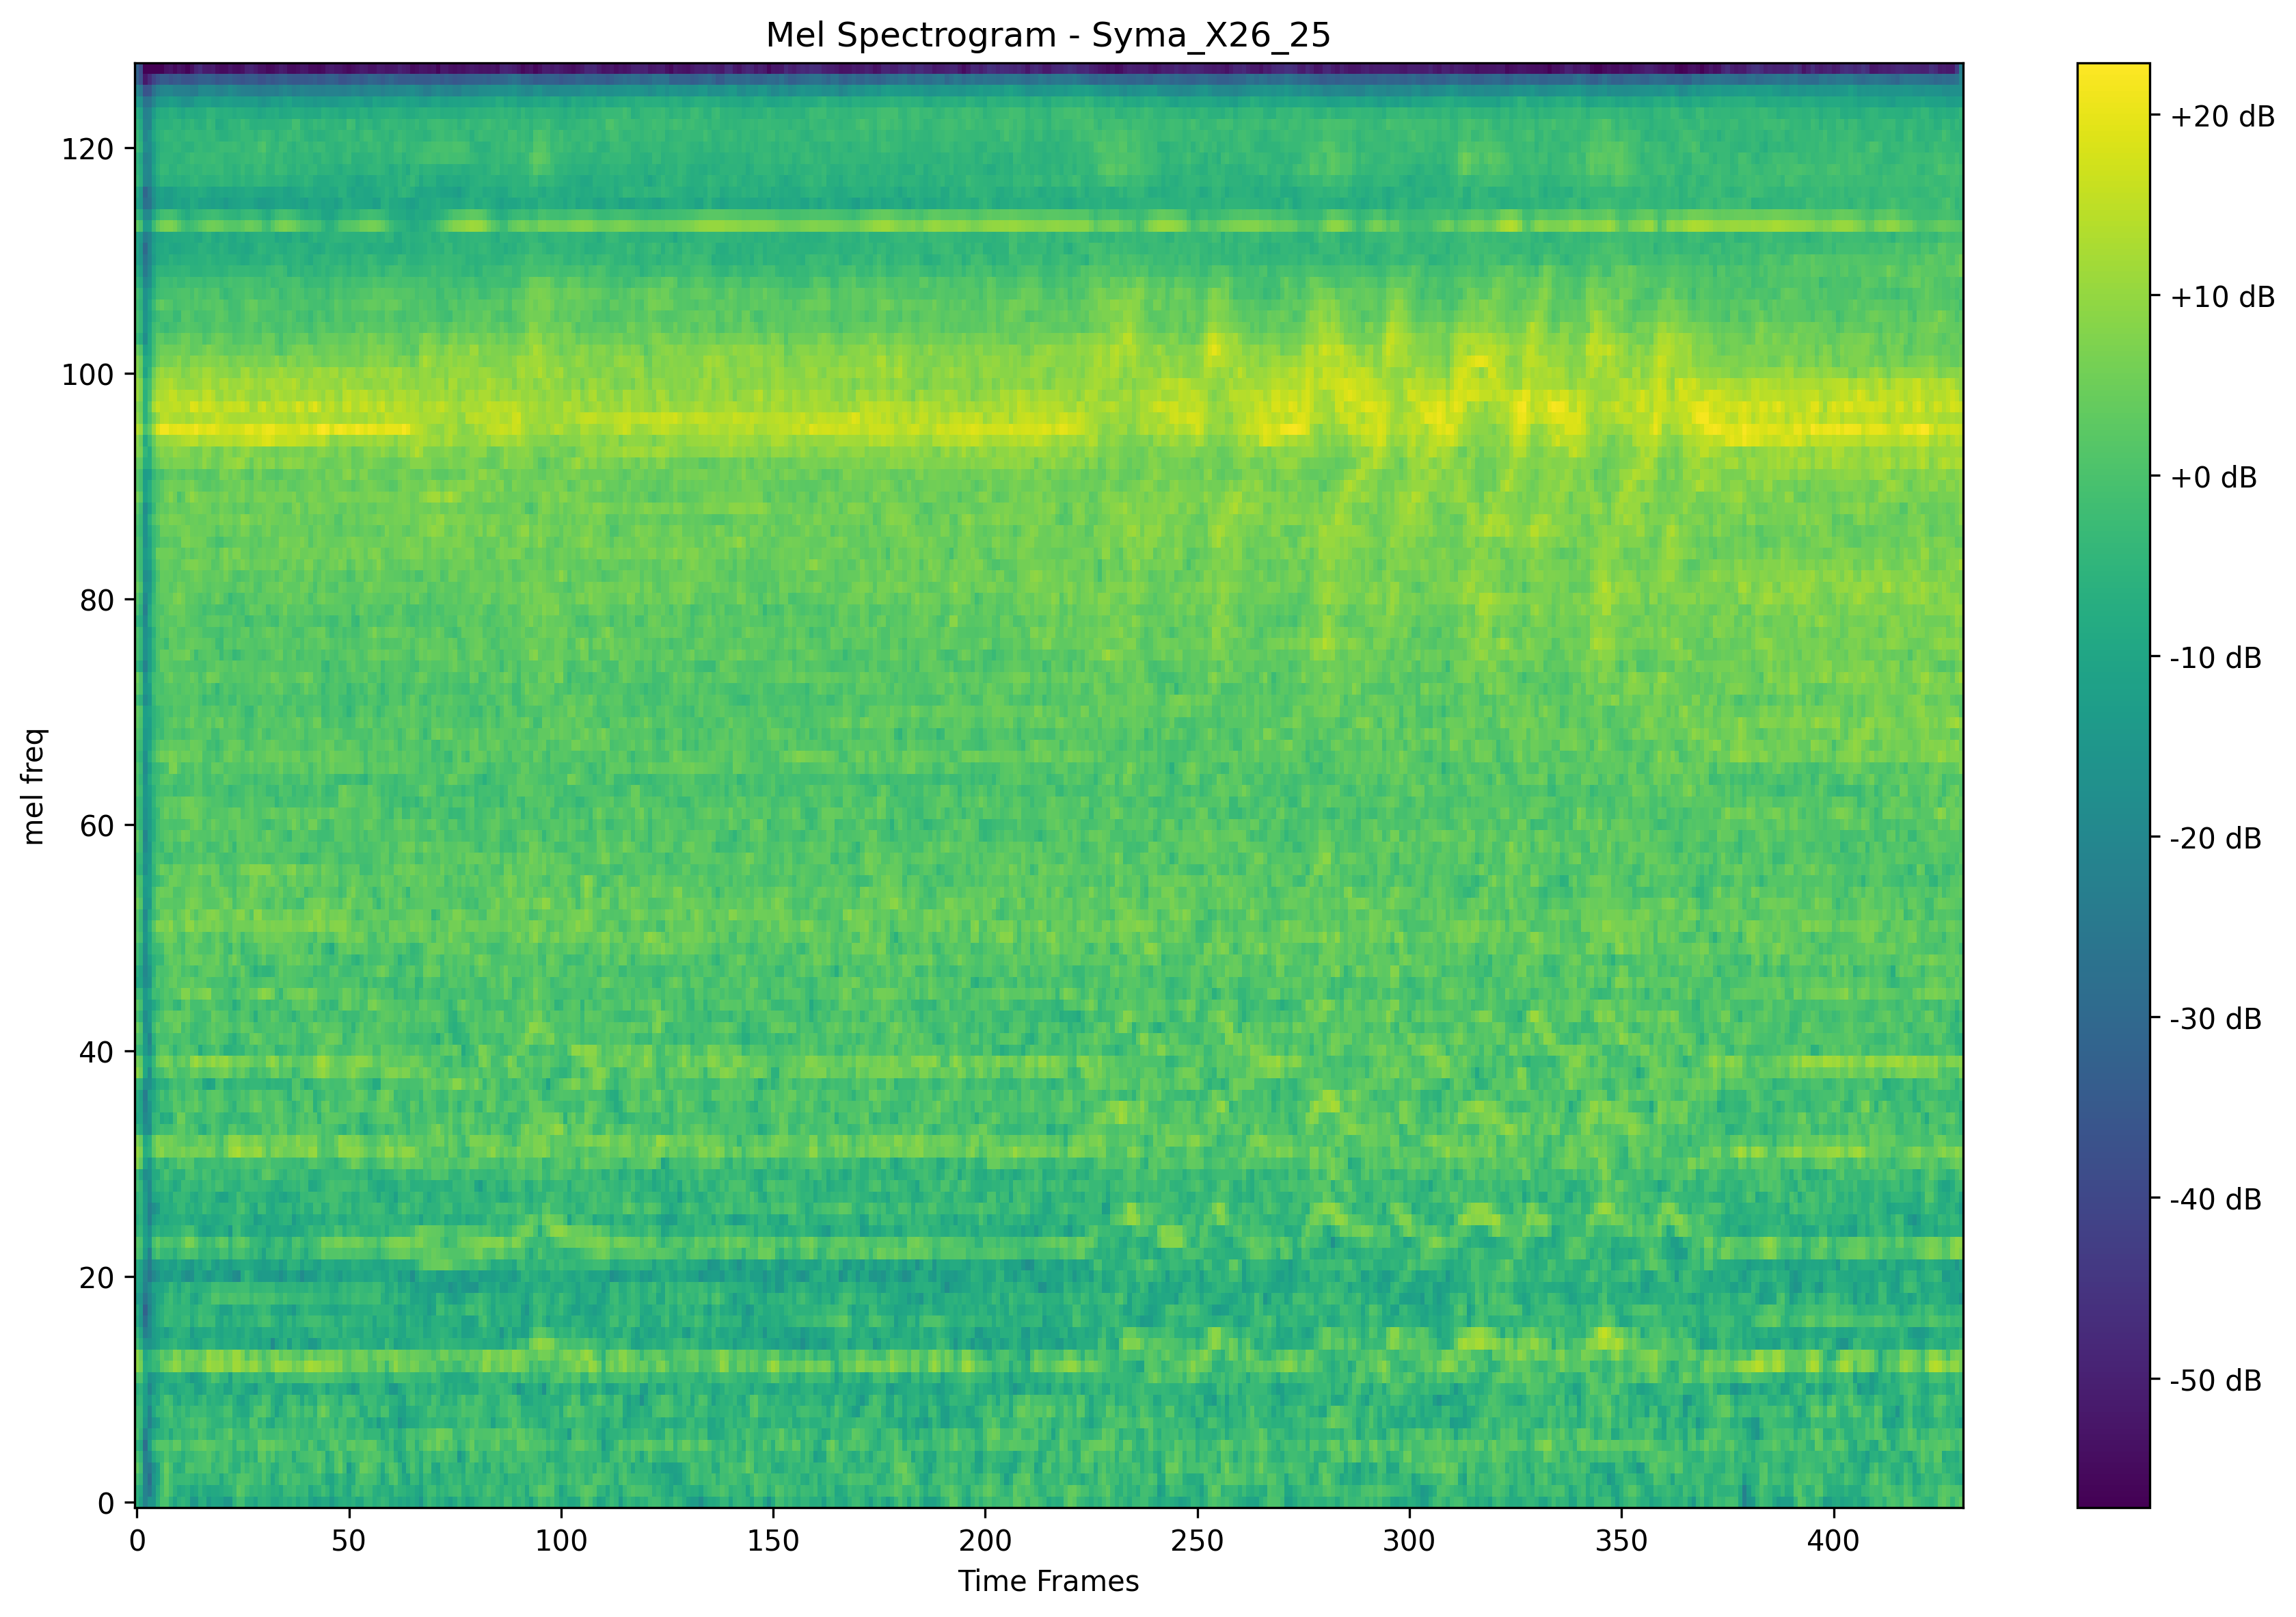 Mel Spectrogram - Syma_X26_25
mel freq
120
100
80
60
40
20
0
0 50 100 150 200 250 300 350 400
Time Frames
+20 dB
+10 dB
+0 dB
-10 dB
-20 dB
-30 dB
-40 dB
-50 dB